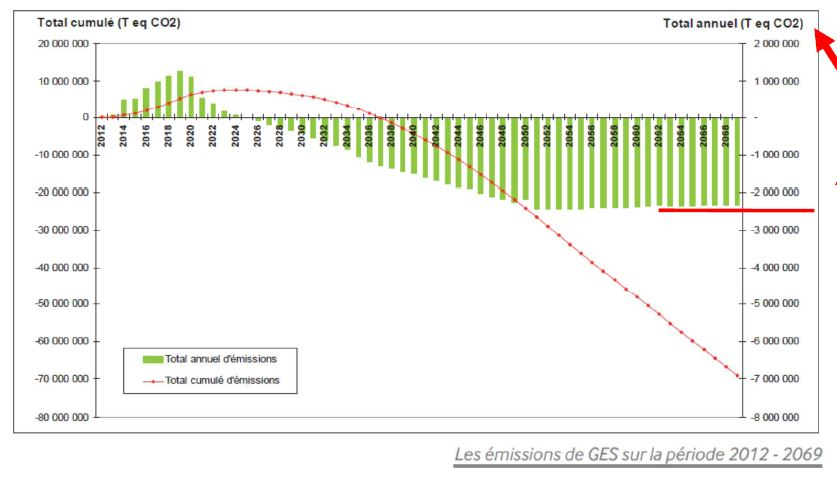 Total cumulé (T eq CO2)
Total annuel (T eq CO2)
20 000 000
2 000 000
10 000 000
1 000 000
0
-
2012 2014 2016 2018 2020 2022 2024 2026 2028 2030 2032 2034 2036 2038 2040 2042 2044 2046 2048 2050 2052 2054 2056 2058 2060 2062 2064 2066 2068
-10 000 000
-1 000 000
-20 000 000
-2 000 000
-30 000 000
-3 000 000
-40 000 000
-4 000 000
-50 000 000
-5 000 000
-60 000 000
-6 000 000
-70 000 000
-7 000 000
-80 000 000
-8 000 000
Total annuel d'émissions
Total cumulé d'émissions
Les émissions de GES sur la période 2012 - 2069